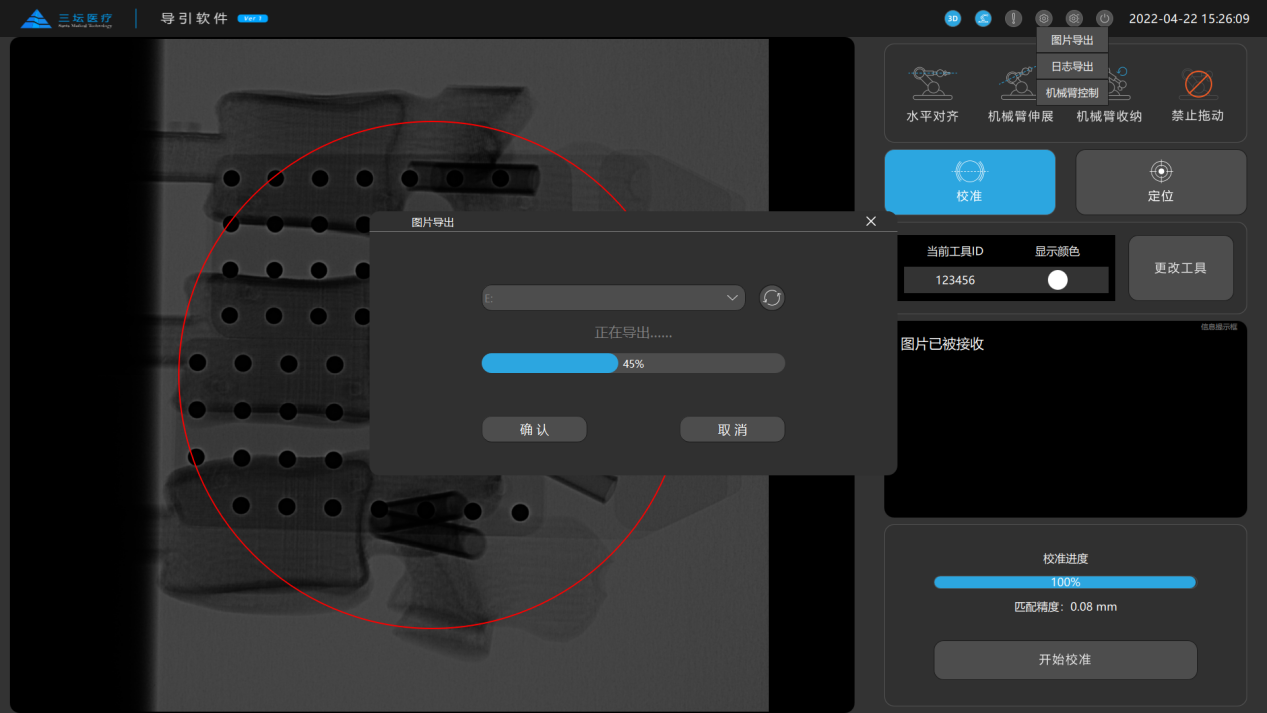 三坛医疗
Santa Medical Technology
导引软件
Ver 1
3D
2022-04-22 15:26:09
图片导出
日志导出
机械臂控制
水平对齐
机械臂伸展
机械臂收纳
禁止拖动
校准
定位
图片导出
E:
正在导出......
45%
确 认
取 消
当前工具ID
显示颜色
123456
更改工具
信息提示框
图片已被接收
校准进度
100%
匹配精度：0.08 mm
开始校准